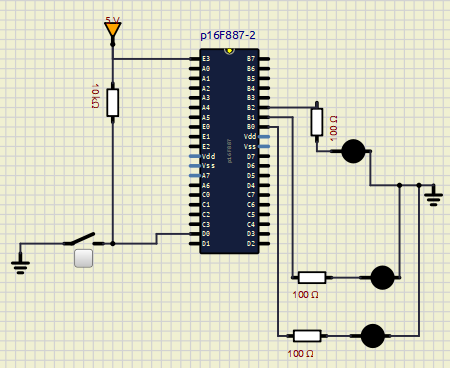 5 V
p16F887-2
E3 B7
A0 B6
A1 B5
A2 B4
A3 B3
A4 B2
A5 B1
E0 B0
E1 Vdd
E2 Vss
Vdd D7
Vss D6
A7 D5
A6 D4
C0 C7
C1 C6
C2 C5
C3 C4
D0 D3
D1 D2
p16F887
10 kΩ
100 Ω
100 Ω
100 Ω